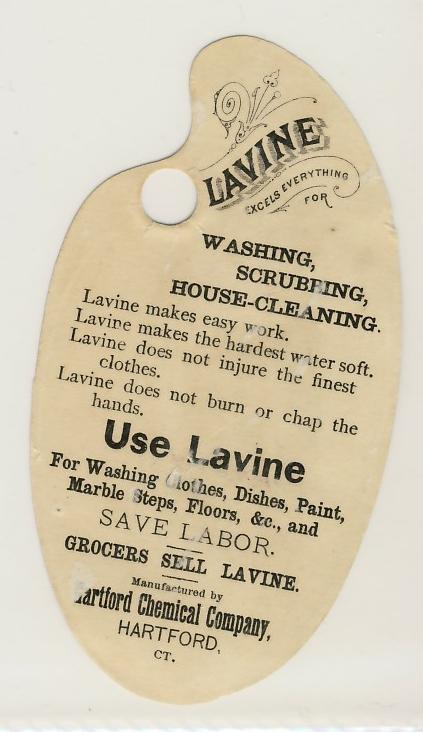 LAVINE
EXCELS EVERYTHING
FOR
WASHING,
SCRUBBING,
HOUSE-CLEANING.
Lavine makes easy work.
Lavine makes the hardest water soft.
Lavine does not injure the finest
clothes.
Lavine does not burn or chap the
hands.
Use Lavine
For Washing Clothes, Dishes, Paint,
Marble Steps, Floors, &c., and
SAVE LABOR.
GROCERS SELL LAVINE.
Manufactured by
Hartford Chemical Company,
HARTFORD,
CT.